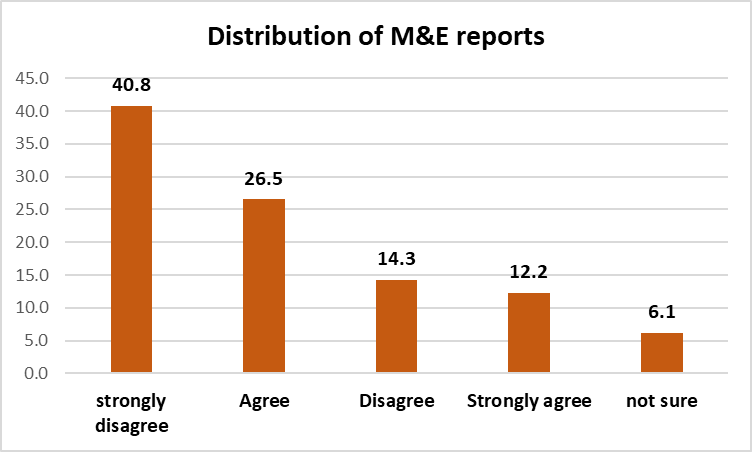 Distribution of M&E reports
45.0
40.0
35.0
30.0
25.0
20.0
15.0
10.0
5.0
0.0
40.8
26.5
14.3
12.2
6.1
strongly
disagree
Agree
Disagree
Strongly agree
not sure